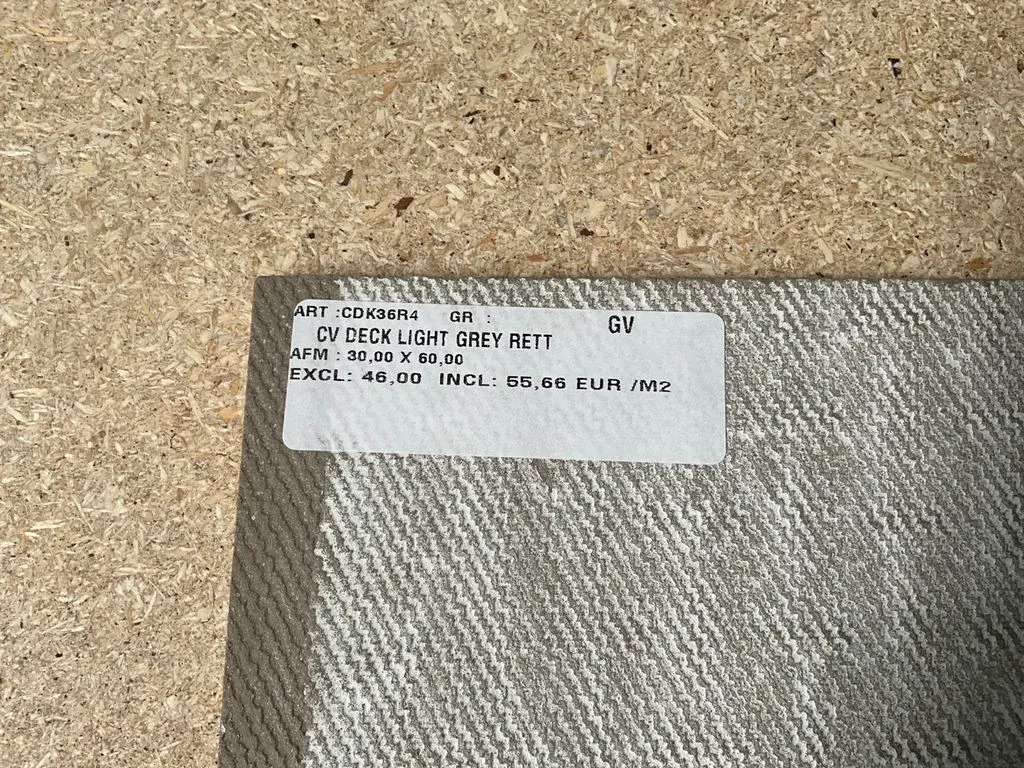 ART :CDK36R4 GR : GV
CV DECK LIGHT GREY RETT
AFM : 30,00 X 60,00
EXCL: 46,00 INCL: 55,66 EUR /M2